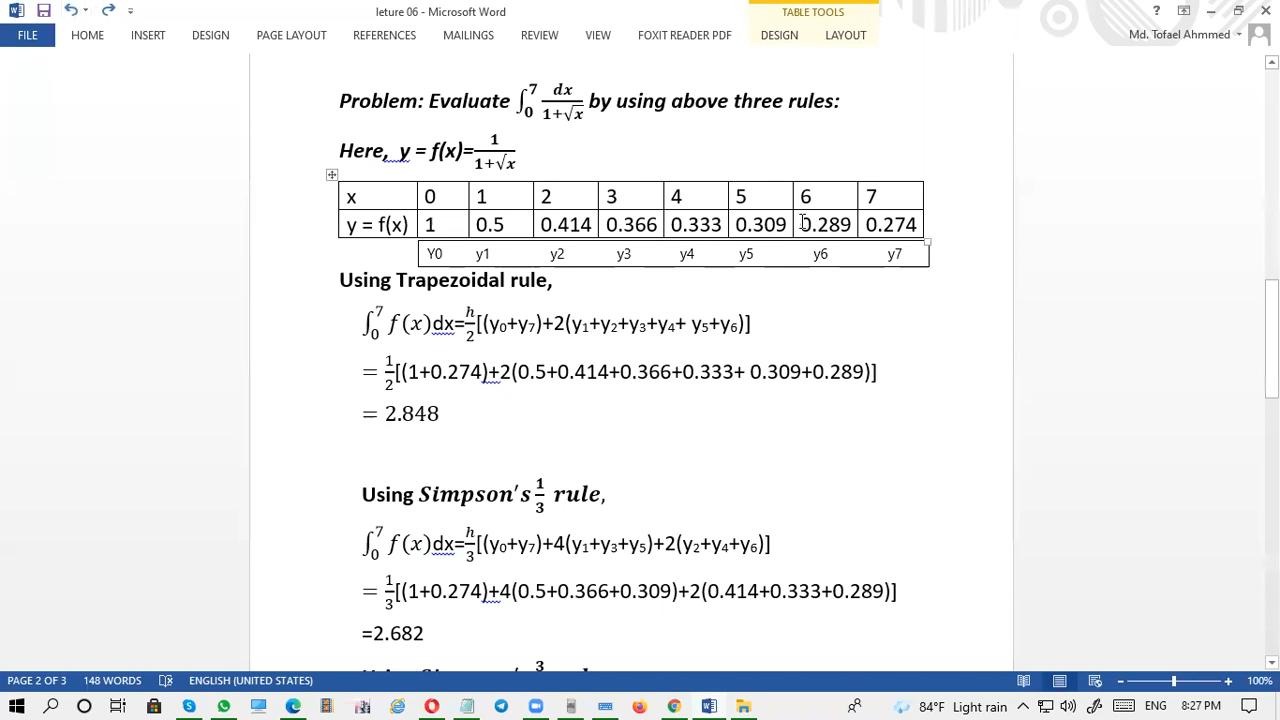 leture 06 - Microsoft Word
TABLE TOOLS
?
FILE HOME INSERT DESIGN PAGE LAYOUT REFERENCES MAILINGS REVIEW VIEW FOXIT READER PDF DESIGN LAYOUT Md. Tofael Ahmmed
Problem: Evaluate ∫₀⁷ dx/(1+√x) by using above three rules:
Here, y = f(x)=1/(1+√x)
x 0 1 2 3 4 5 6 7
y = f(x) 1 0.5 0.414 0.366 0.333 0.309 0.289 0.274
Y0 y1 y2 y3 y4 y5 y6 y7
Using Trapezoidal rule,
∫₀⁷ f(x)dx=h/2[(y₀+y₇)+2(y₁+y₂+y₃+y₄+ y₅+y₆)]
= 1/2[(1+0.274)+2(0.5+0.414+0.366+0.333+ 0.309+0.289)]
= 2.848
Using Simpson's 1/3 rule,
∫₀⁷ f(x)dx=h/3[(y₀+y₇)+4(y₁+y₃+y₅)+2(y₂+y₄+y₆)]
= 1/3[(1+0.274)+4(0.5+0.366+0.309)+2(0.414+0.333+0.289)]
=2.682
PAGE 2 OF 3 148 WORDS ENGLISH (UNITED STATES) 100%
84°F Light rain ENG 8:27 PM